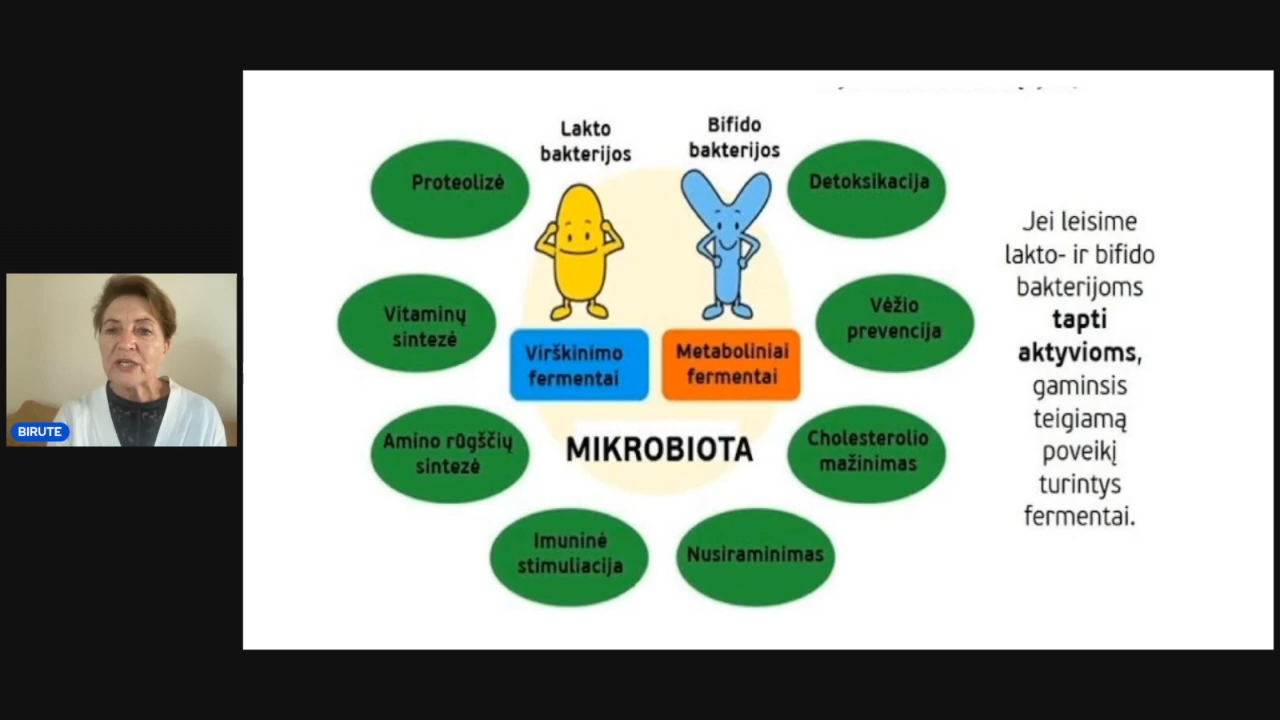 Lakto
bakterijos
Bifido
bakterijos
Proteolizė
Detoksikacija
Vitaminų
sintezė
Vėžio
prevencija
Virškinimo
fermentai
Metaboliniai
fermentai
Amino rūgščių
sintezė
MIKROBIOTA
Cholesterolio
mažinimas
Imuninė
stimuliacija
Nusiraminimas
Jei leisime
lakto- ir bifido
bakterijoms
tapti
aktyvioms,
gaminsis
teigiamą
poveikį
turintys
fermentai.
BIRUTE